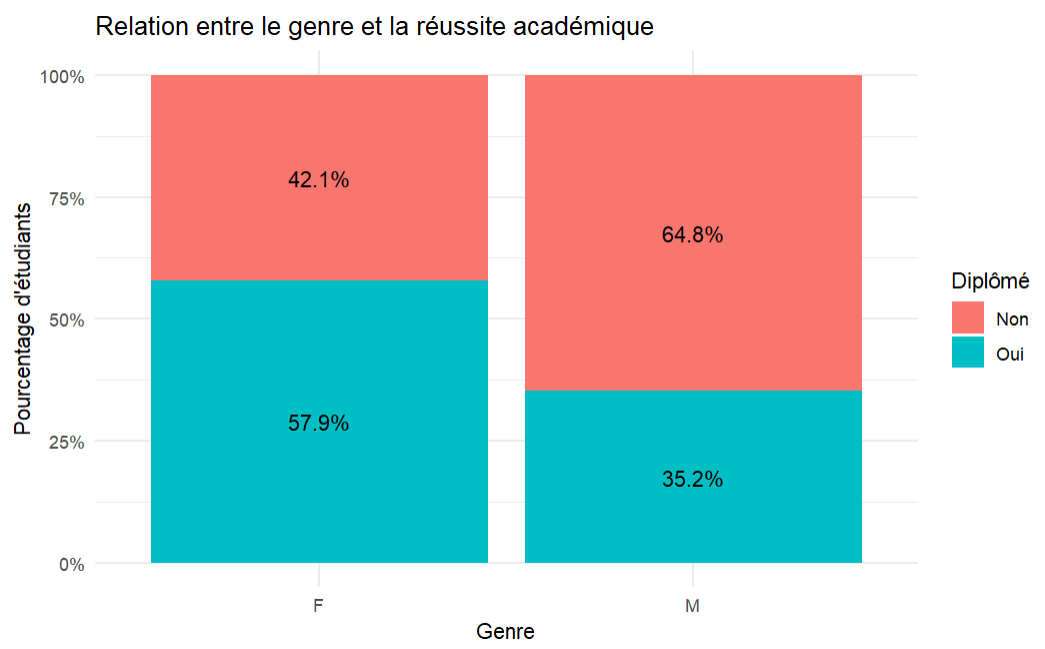 Relation entre le genre et la réussite académique
100%
75%
50%
25%
0%
Pourcentage d'étudiants
42.1%
57.9%
64.8%
35.2%
F
M
Genre
Diplômé
Non
Oui